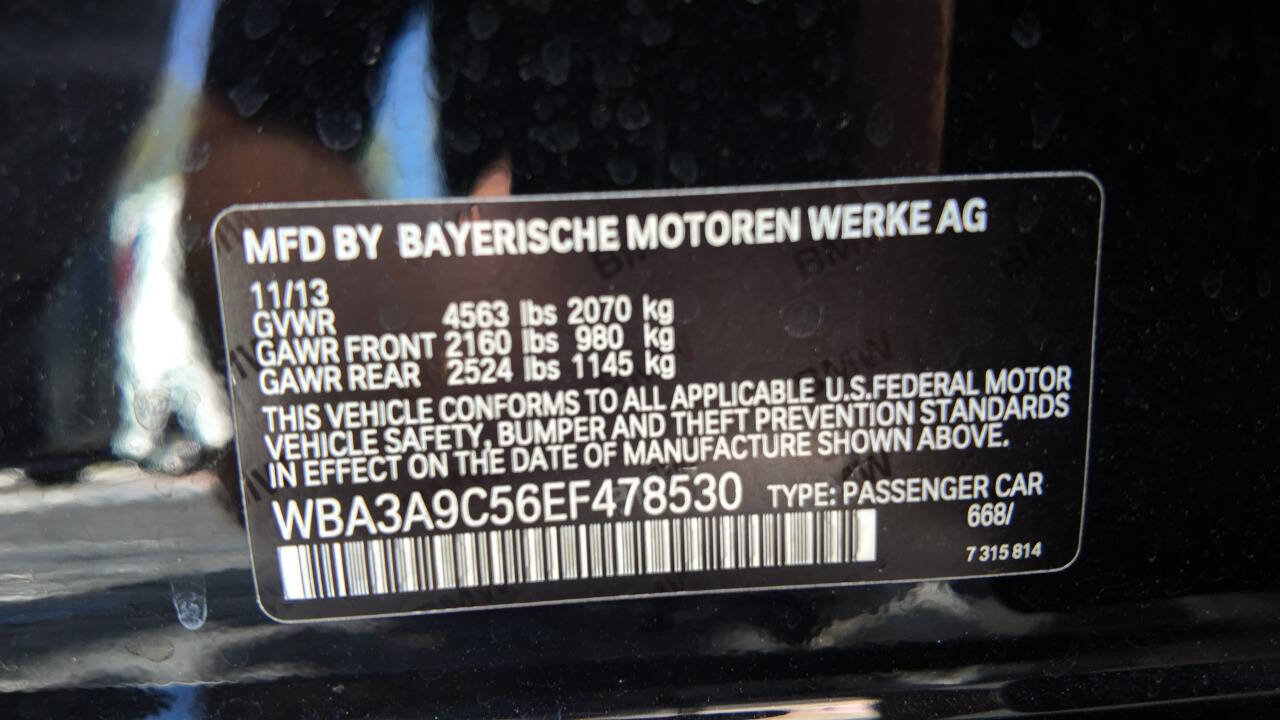 MFD BY BAYERISCHE MOTOREN WERKE AG
11/13
GVWR 4563 lbs 2070 kg
GAWR FRONT 2160 lbs 980 kg
GAWR REAR 2524 lbs 1145 kg
THIS VEHICLE CONFORMS TO ALL APPLICABLE U.S.FEDERAL MOTOR
VEHICLE SAFETY, BUMPER AND THEFT PREVENTION STANDARDS
IN EFFECT ON THE DATE OF MANUFACTURE SHOWN ABOVE.
WBA3A9C56EF478530 TYPE: PASSENGER CAR
668/
7 315 814